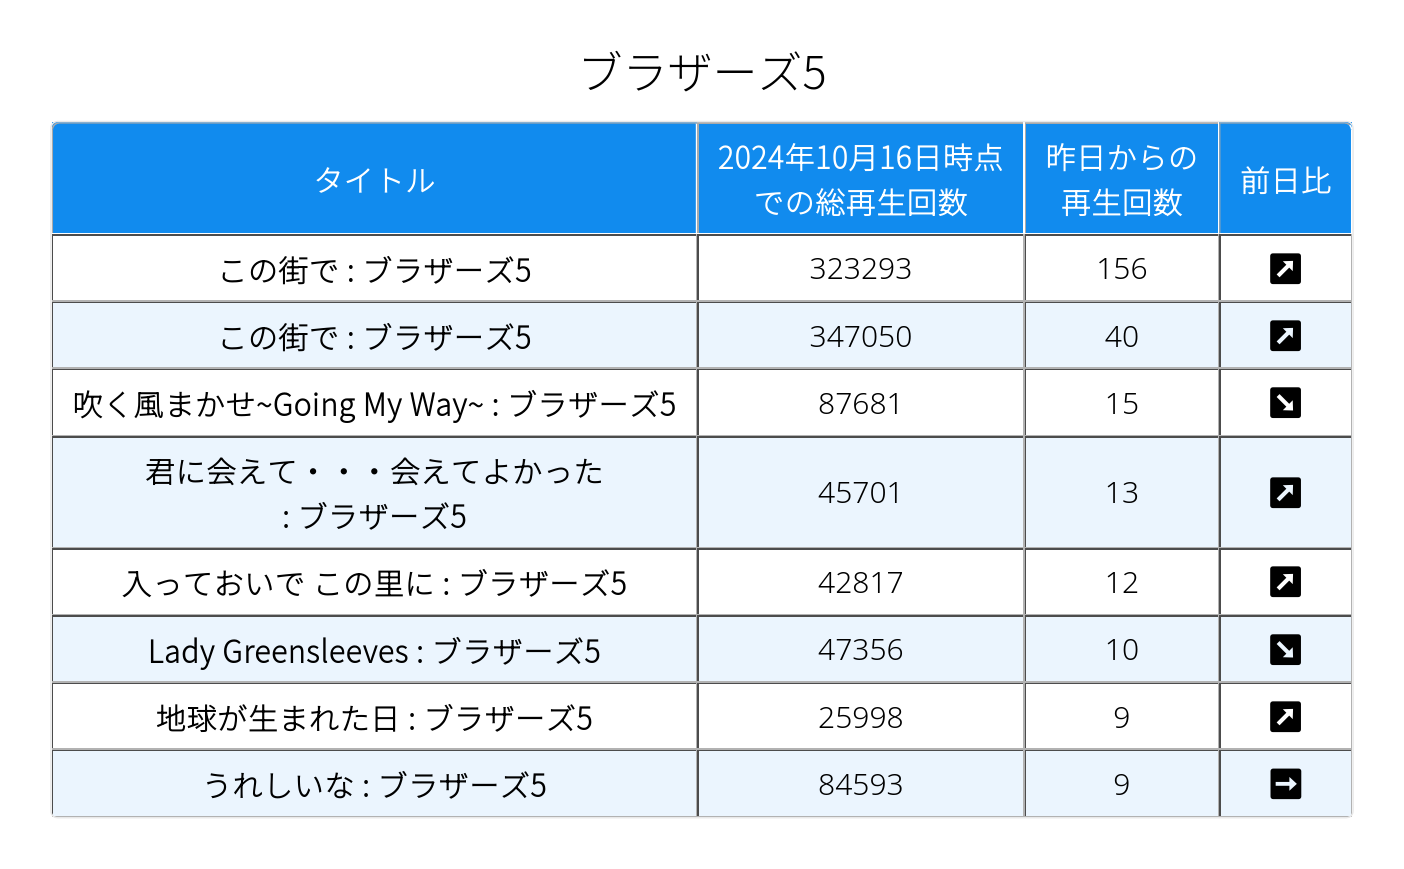 ブラザーズ5
タイトル
2024年10月16日時点
での総再生回数
昨日からの
再生回数
前日比
この街で : ブラザーズ5
323293
156
この街で : ブラザーズ5
347050
40
吹く風まかせ~Going My Way~ : ブラザーズ5
87681
15
君に会えて・・・会えてよかった
: ブラザーズ5
45701
13
入っておいで この里に : ブラザーズ5
42817
12
Lady Greensleeves : ブラザーズ5
47356
10
地球が生まれた日 : ブラザーズ5
25998
9
うれしいな : ブラザーズ5
84593
9